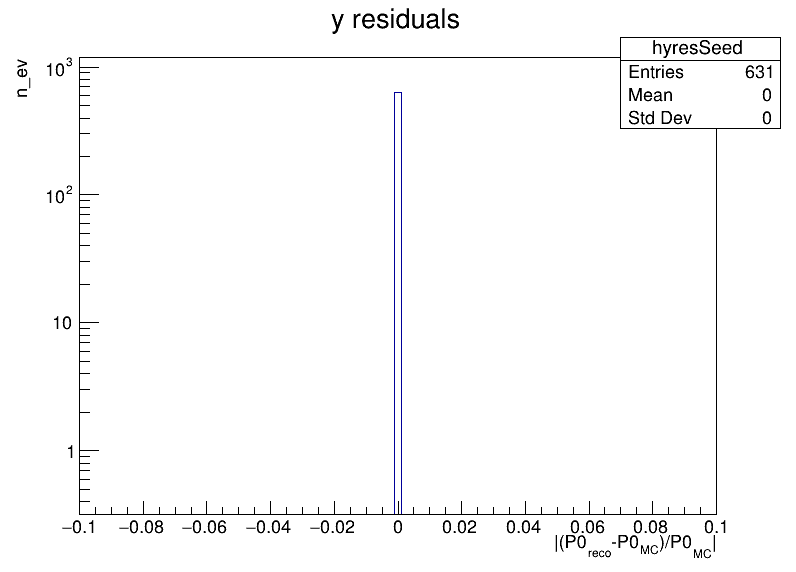 y residuals
hyresSeed
Entries 631
Mean 0
Std Dev 0
n_ev
10³
10²
10
1
−0.1 −0.08 −0.06 −0.04 −0.02 0 0.02 0.04 0.06 0.08 0.1
|(P0reco-P0MC)/P0MC|